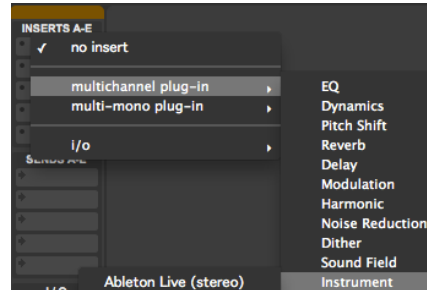 INSERTS A-E
✓ no insert
multichannel plug-in
multi-mono plug-in
i/o
SENDS A-E
EQ
Dynamics
Pitch Shift
Reverb
Delay
Modulation
Harmonic
Noise Reduction
Dither
Sound Field
Instrument
Ableton Live (stereo)
I/O